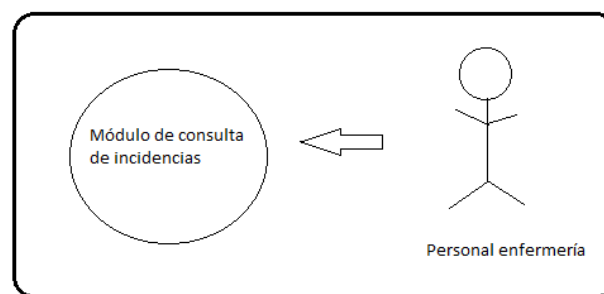 Módulo de consulta
de incidencias
Personal enfermería